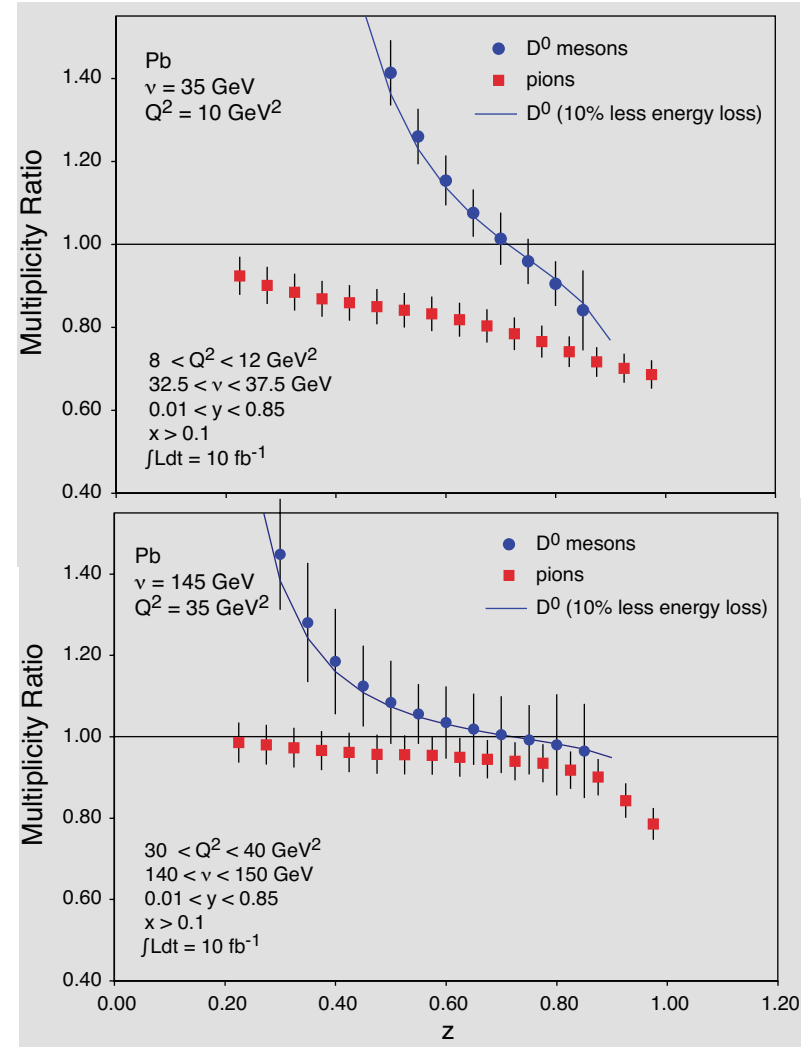 Pb
ν = 35 GeV
Q² = 10 GeV²
D⁰ mesons
pions
D⁰ (10% less energy loss)
Multiplicity Ratio
1.40
1.20
1.00
0.80
0.60
0.40
8 < Q² < 12 GeV²
32.5 < ν < 37.5 GeV
0.01 < y < 0.85
x > 0.1
∫Ldt = 10 fb⁻¹
Pb
ν = 145 GeV
Q² = 35 GeV²
D⁰ mesons
pions
D⁰ (10% less energy loss)
Multiplicity Ratio
1.40
1.20
1.00
0.80
0.60
0.40
30 < Q² < 40 GeV²
140 < ν < 150 GeV
0.01 < y < 0.85
x > 0.1
∫Ldt = 10 fb⁻¹
0.00 0.20 0.40 0.60 0.80 1.00 1.20
z